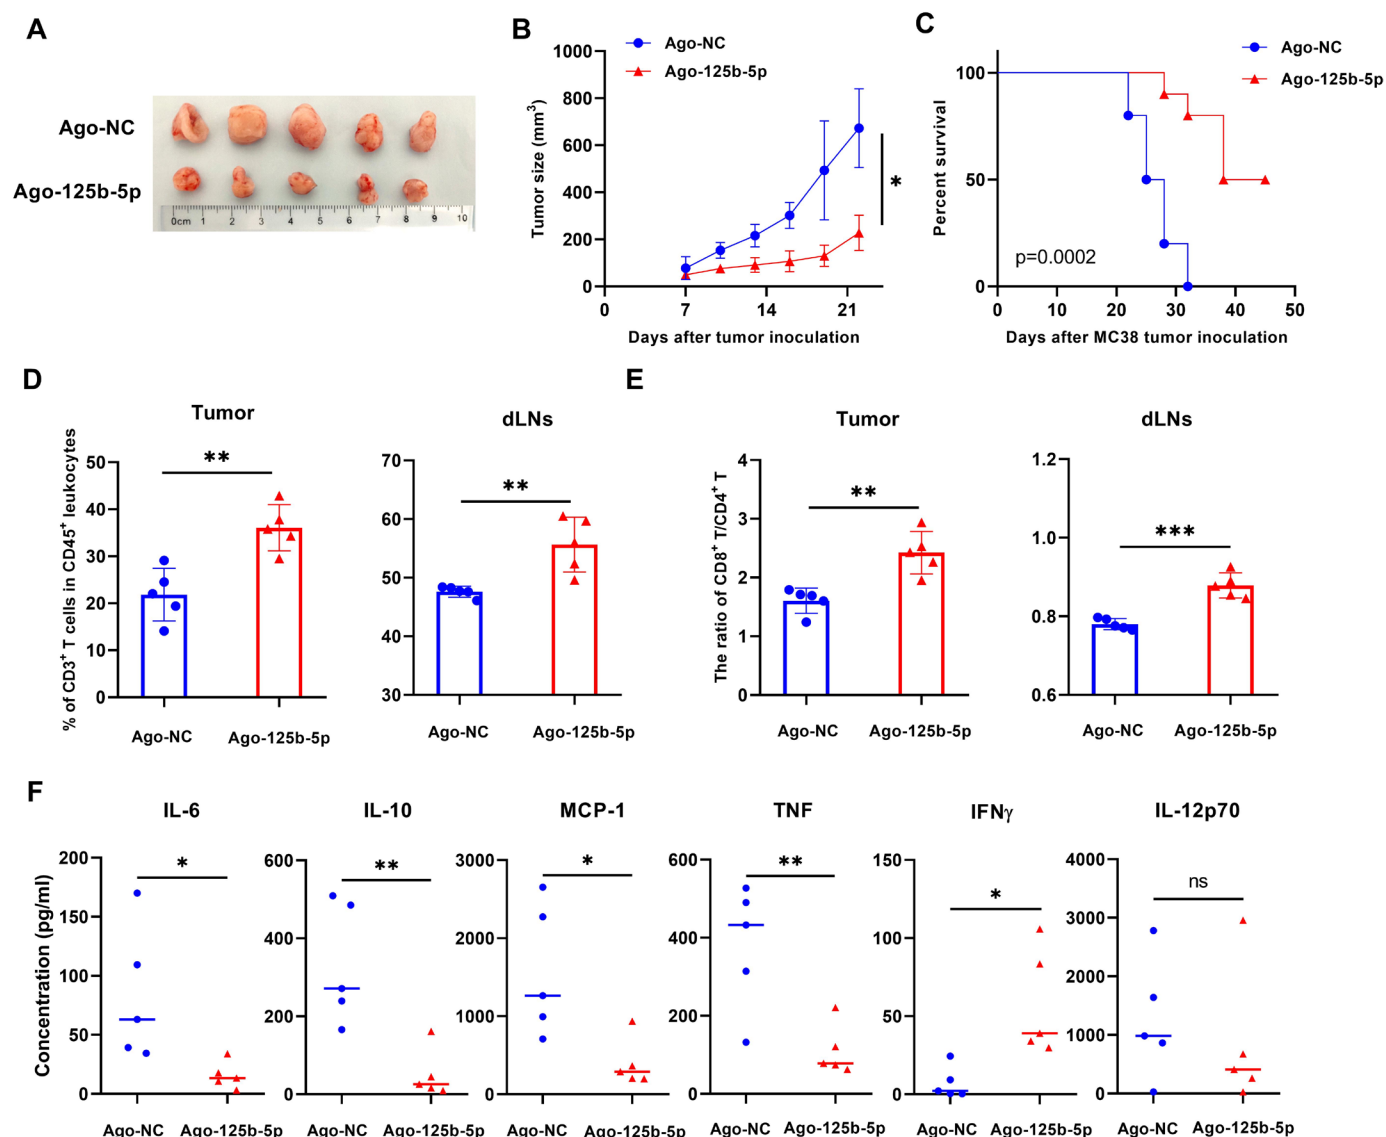 A
Ago-NC
Ago-125b-5p
0cm 1 2 3 4 5 6 7 8 9 10
B
Ago-NC
Ago-125b-5p
Tumor size (mm³)
1000
800
600
400
200
0
*
0 7 14 21
Days after tumor inoculation
C
Ago-NC
Ago-125b-5p
Percent survival
100
50
0
p=0.0002
0 10 20 30 40 50
Days after MC38 tumor inoculation
D
Tumor
% of CD3⁺ T cells in CD45⁺ leukocytes
50
40
30
20
10
0
**
Ago-NC Ago-125b-5p
dLNs
70
60
50
40
30
**
Ago-NC Ago-125b-5p
E
Tumor
The ratio of CD8⁺ T/CD4⁺ T
4
3
2
1
0
**
Ago-NC Ago-125b-5p
dLNs
1.2
1.0
0.8
0.6
***
Ago-NC Ago-125b-5p
F
Concentration (pg/ml)
IL-6
200
150
100
50
0
*
Ago-NC Ago-125b-5p
IL-10
600
400
200
0
**
Ago-NC Ago-125b-5p
MCP-1
3000
2000
1000
0
*
Ago-NC Ago-125b-5p
TNF
600
400
200
0
**
Ago-NC Ago-125b-5p
IFNγ
150
100
50
0
*
Ago-NC Ago-125b-5p
IL-12p70
4000
3000
2000
1000
0
ns
Ago-NC Ago-125b-5p